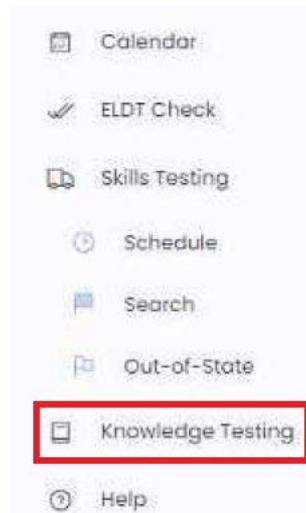 Calendar
ELDT Check
Skills Testing
Schedule
Search
Out-of-State
Knowledge Testing
Help